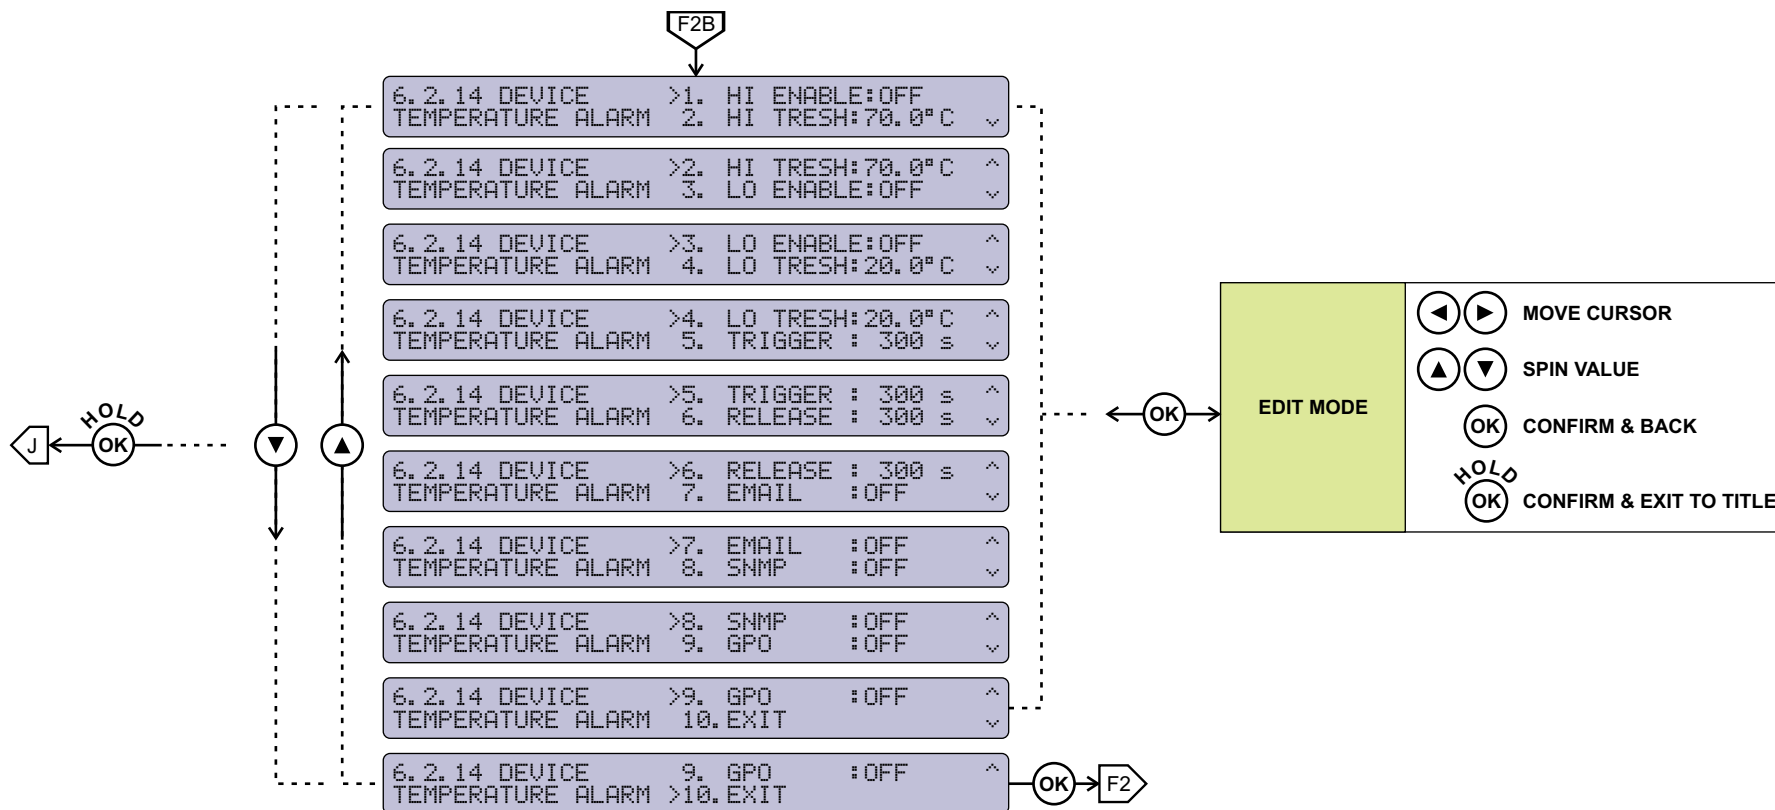 F2B
6.2.14 DEVICE >1. HI ENABLE:OFF
TEMPERATURE ALARM 2. HI TRESH:70.0°C
6.2.14 DEVICE >2. HI TRESH:70.0°C
TEMPERATURE ALARM 3. LO ENABLE:OFF
6.2.14 DEVICE >3. LO ENABLE:OFF
TEMPERATURE ALARM 4. LO TRESH:20.0°C
6.2.14 DEVICE >4. LO TRESH:20.0°C
TEMPERATURE ALARM 5. TRIGGER : 300 s
6.2.14 DEVICE >5. TRIGGER : 300 s
TEMPERATURE ALARM 6. RELEASE : 300 s
6.2.14 DEVICE >6. RELEASE : 300 s
TEMPERATURE ALARM 7. EMAIL :OFF
6.2.14 DEVICE >7. EMAIL :OFF
TEMPERATURE ALARM 8. SNMP :OFF
6.2.14 DEVICE >8. SNMP :OFF
TEMPERATURE ALARM 9. GPO :OFF
6.2.14 DEVICE >9. GPO :OFF
TEMPERATURE ALARM 10.EXIT
6.2.14 DEVICE 9. GPO :OFF
TEMPERATURE ALARM >10.EXIT
J
HOLD
OK
OK
F2
OK
EDIT MODE
MOVE CURSOR
SPIN VALUE
OK CONFIRM & BACK
HOLD
OK CONFIRM & EXIT TO TITLE